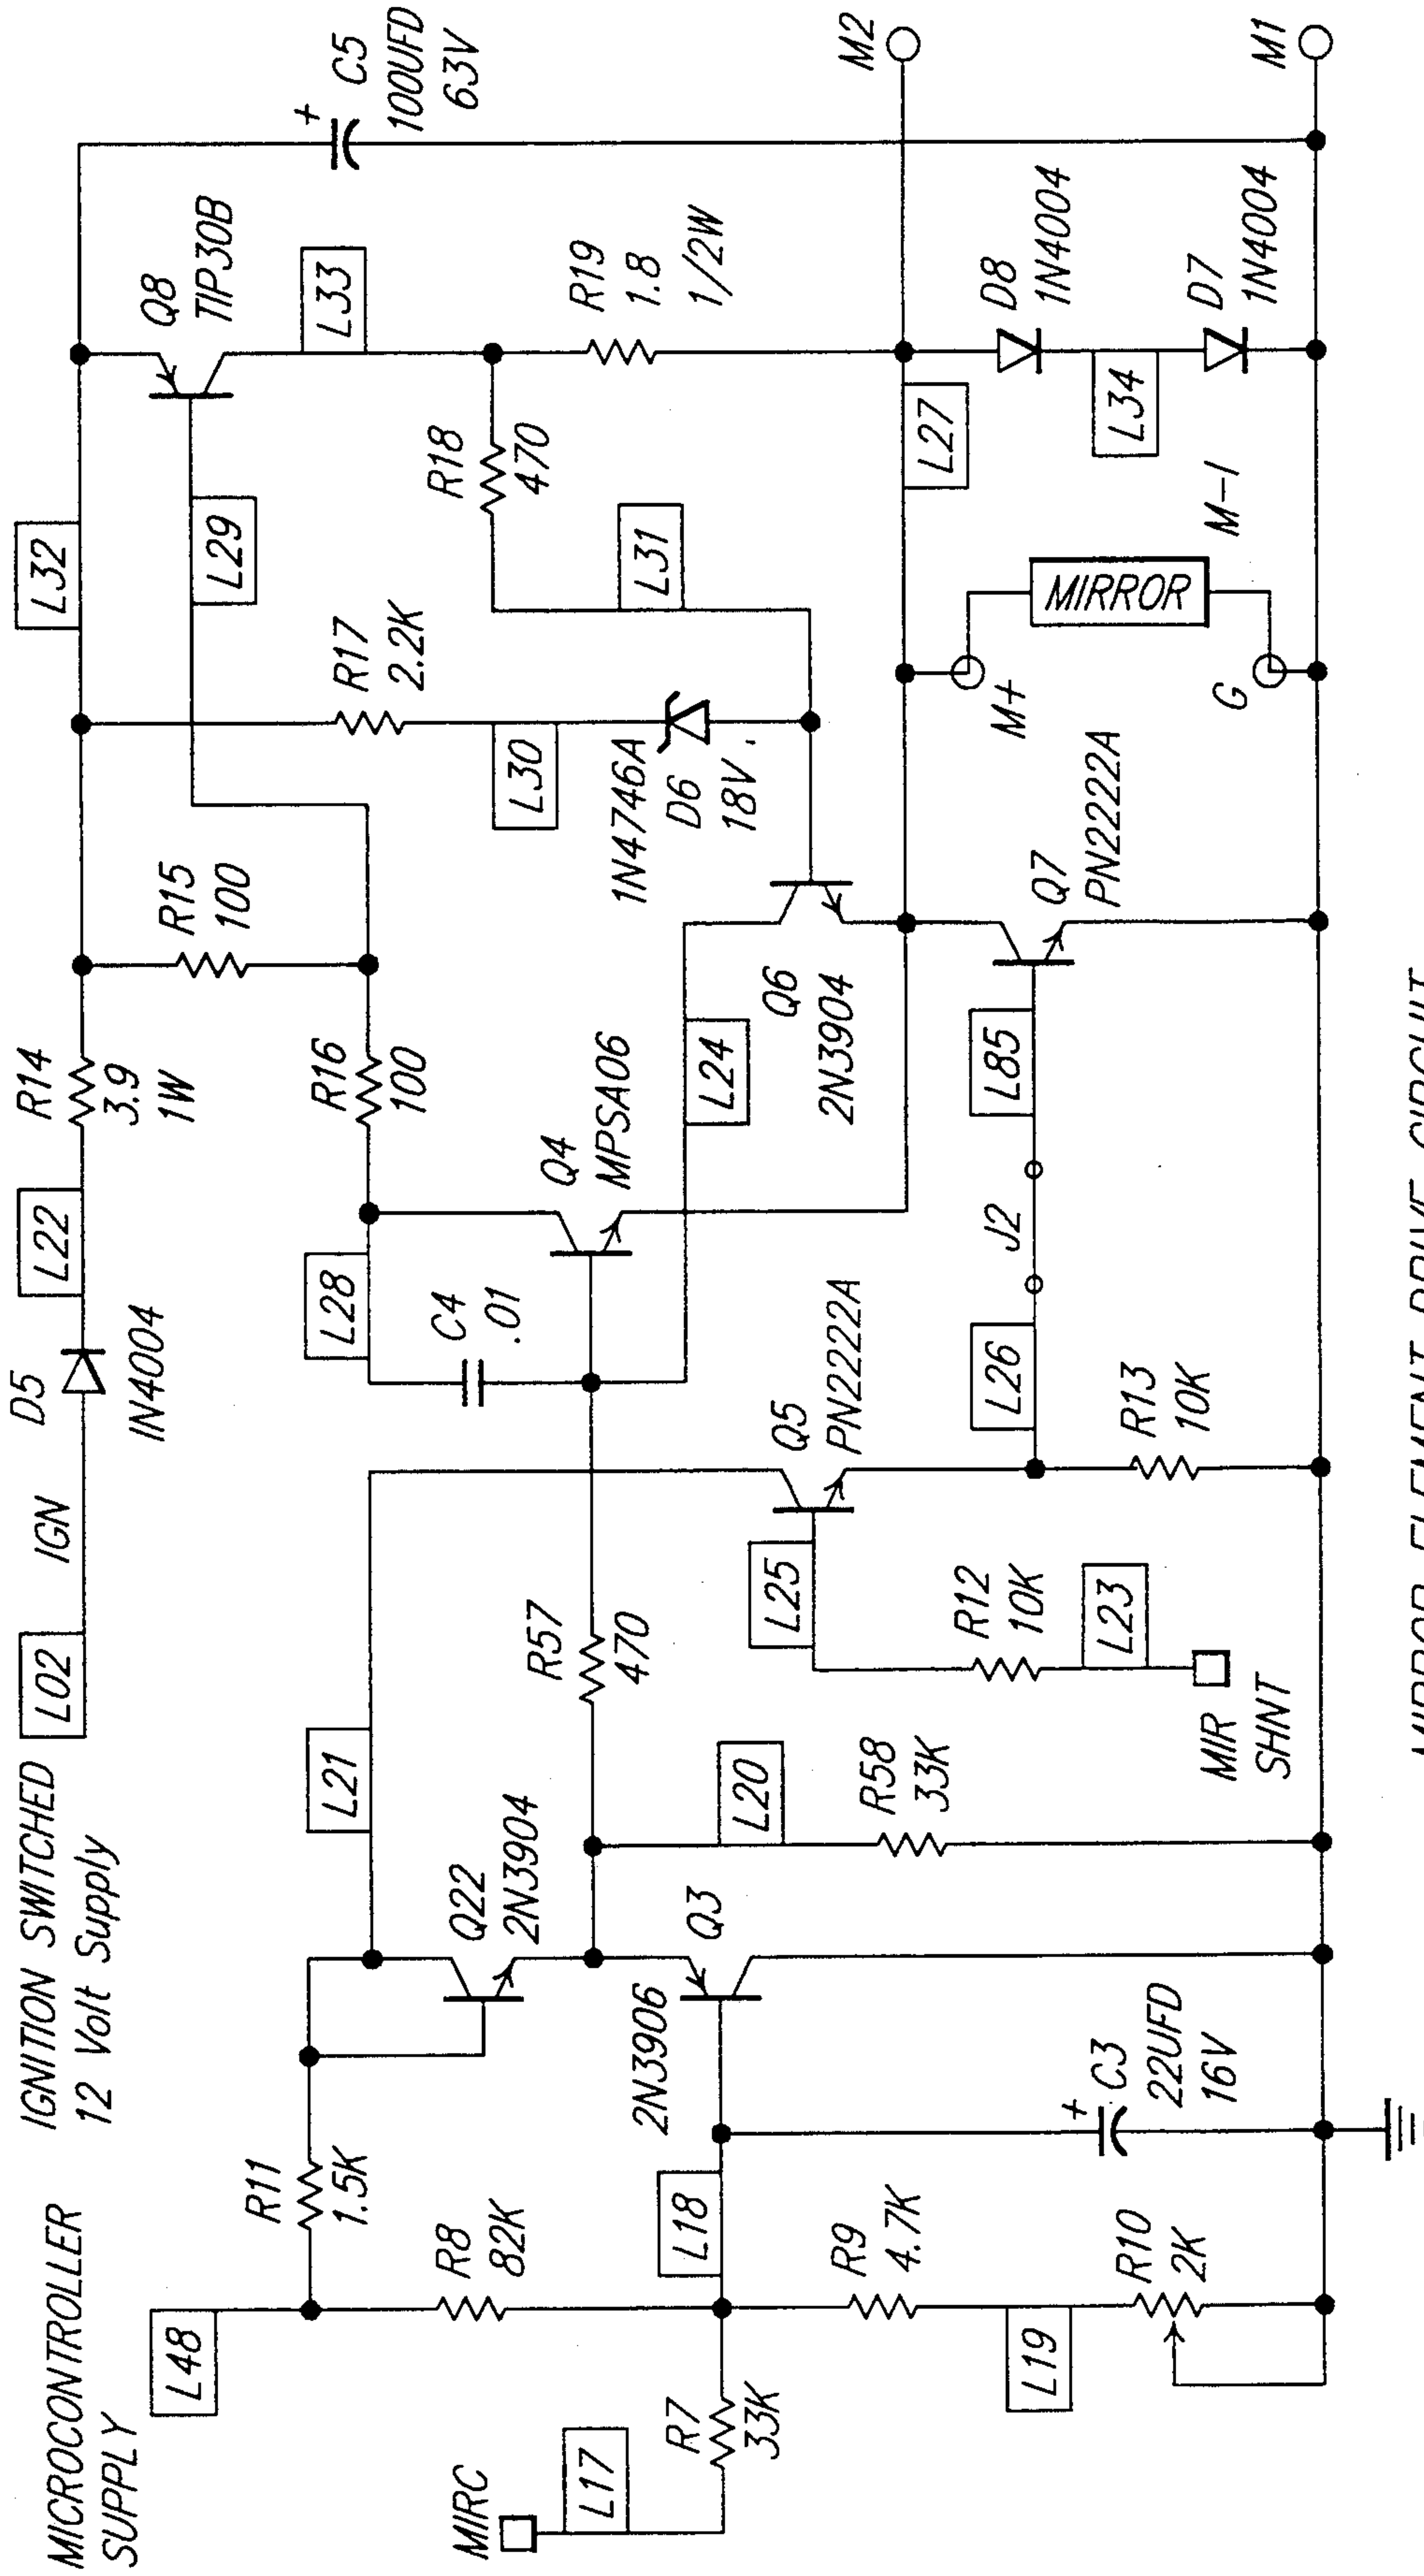 MICROCONTROLLER
SUPPLY
IGNITION SWITCHED
12 Volt Supply
L02
IGN
D5
IN4004
L22
R14
3.9
1W
L32
L48
R11
1.5K
L21
L28
R16
100
R15
100
L29
Q8
TIP30B
C5
100UFD
63V
+
R8
82K
Q22
2N3904
C4
.01
Q4
MPSA06
R17
2.2K
L33
MIRC
L17
R7
33K
L18
2N3906
Q3
R57
470
L20
L24
L30
1N4746A
D6
18V
R18
470
L31
R19
1.8
1/2W
R9
4.7K
R58
33K
L25
Q5
PN2222A
Q6
2N3904
L27
M2
L19
R10
2K
+
C3
22UFD
16V
R12
10K
L23
MIR
SHNT
L26
J2
L85
Q7
PN2222A
R13
10K
M+
MIRROR
G
M-1
D8
1N4004
L34
D7
1N4004
M1